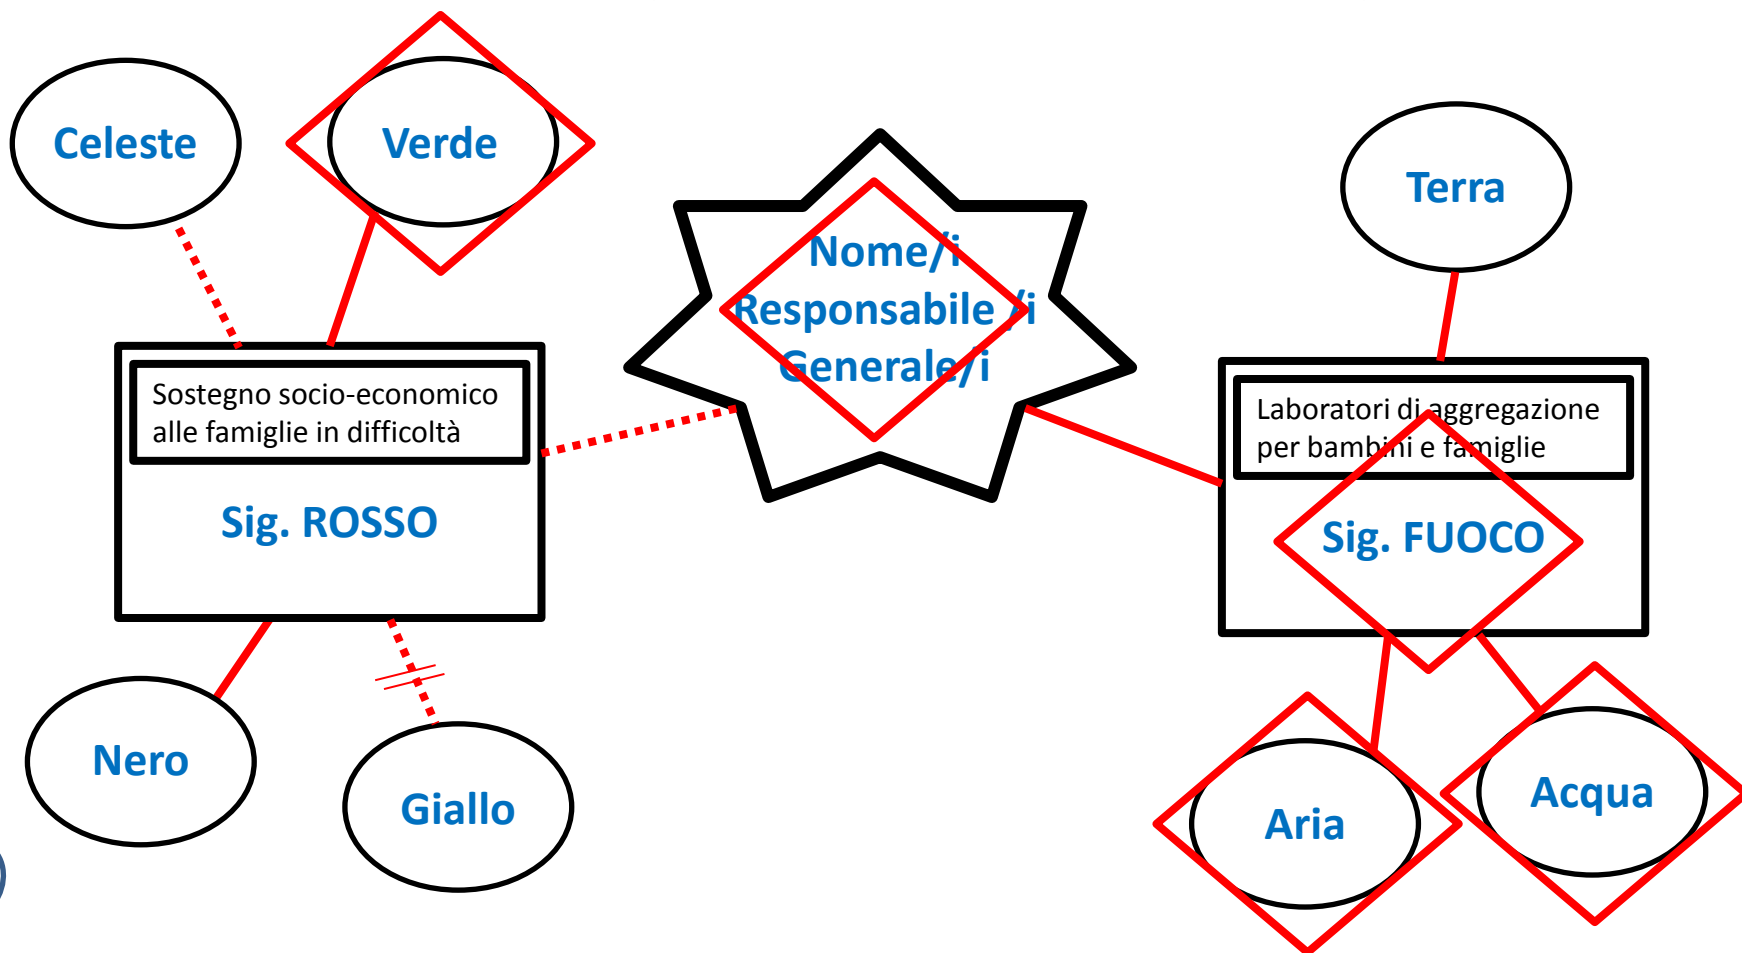 Celeste
Verde
Nome/i
Responsabile /i
Generale/i
Terra
Sostegno socio-economico
alle famiglie in difficoltà
Sig. ROSSO
Laboratori di aggregazione
per bambini e famiglie
Sig. FUOCO
Nero
Giallo
Aria
Acqua